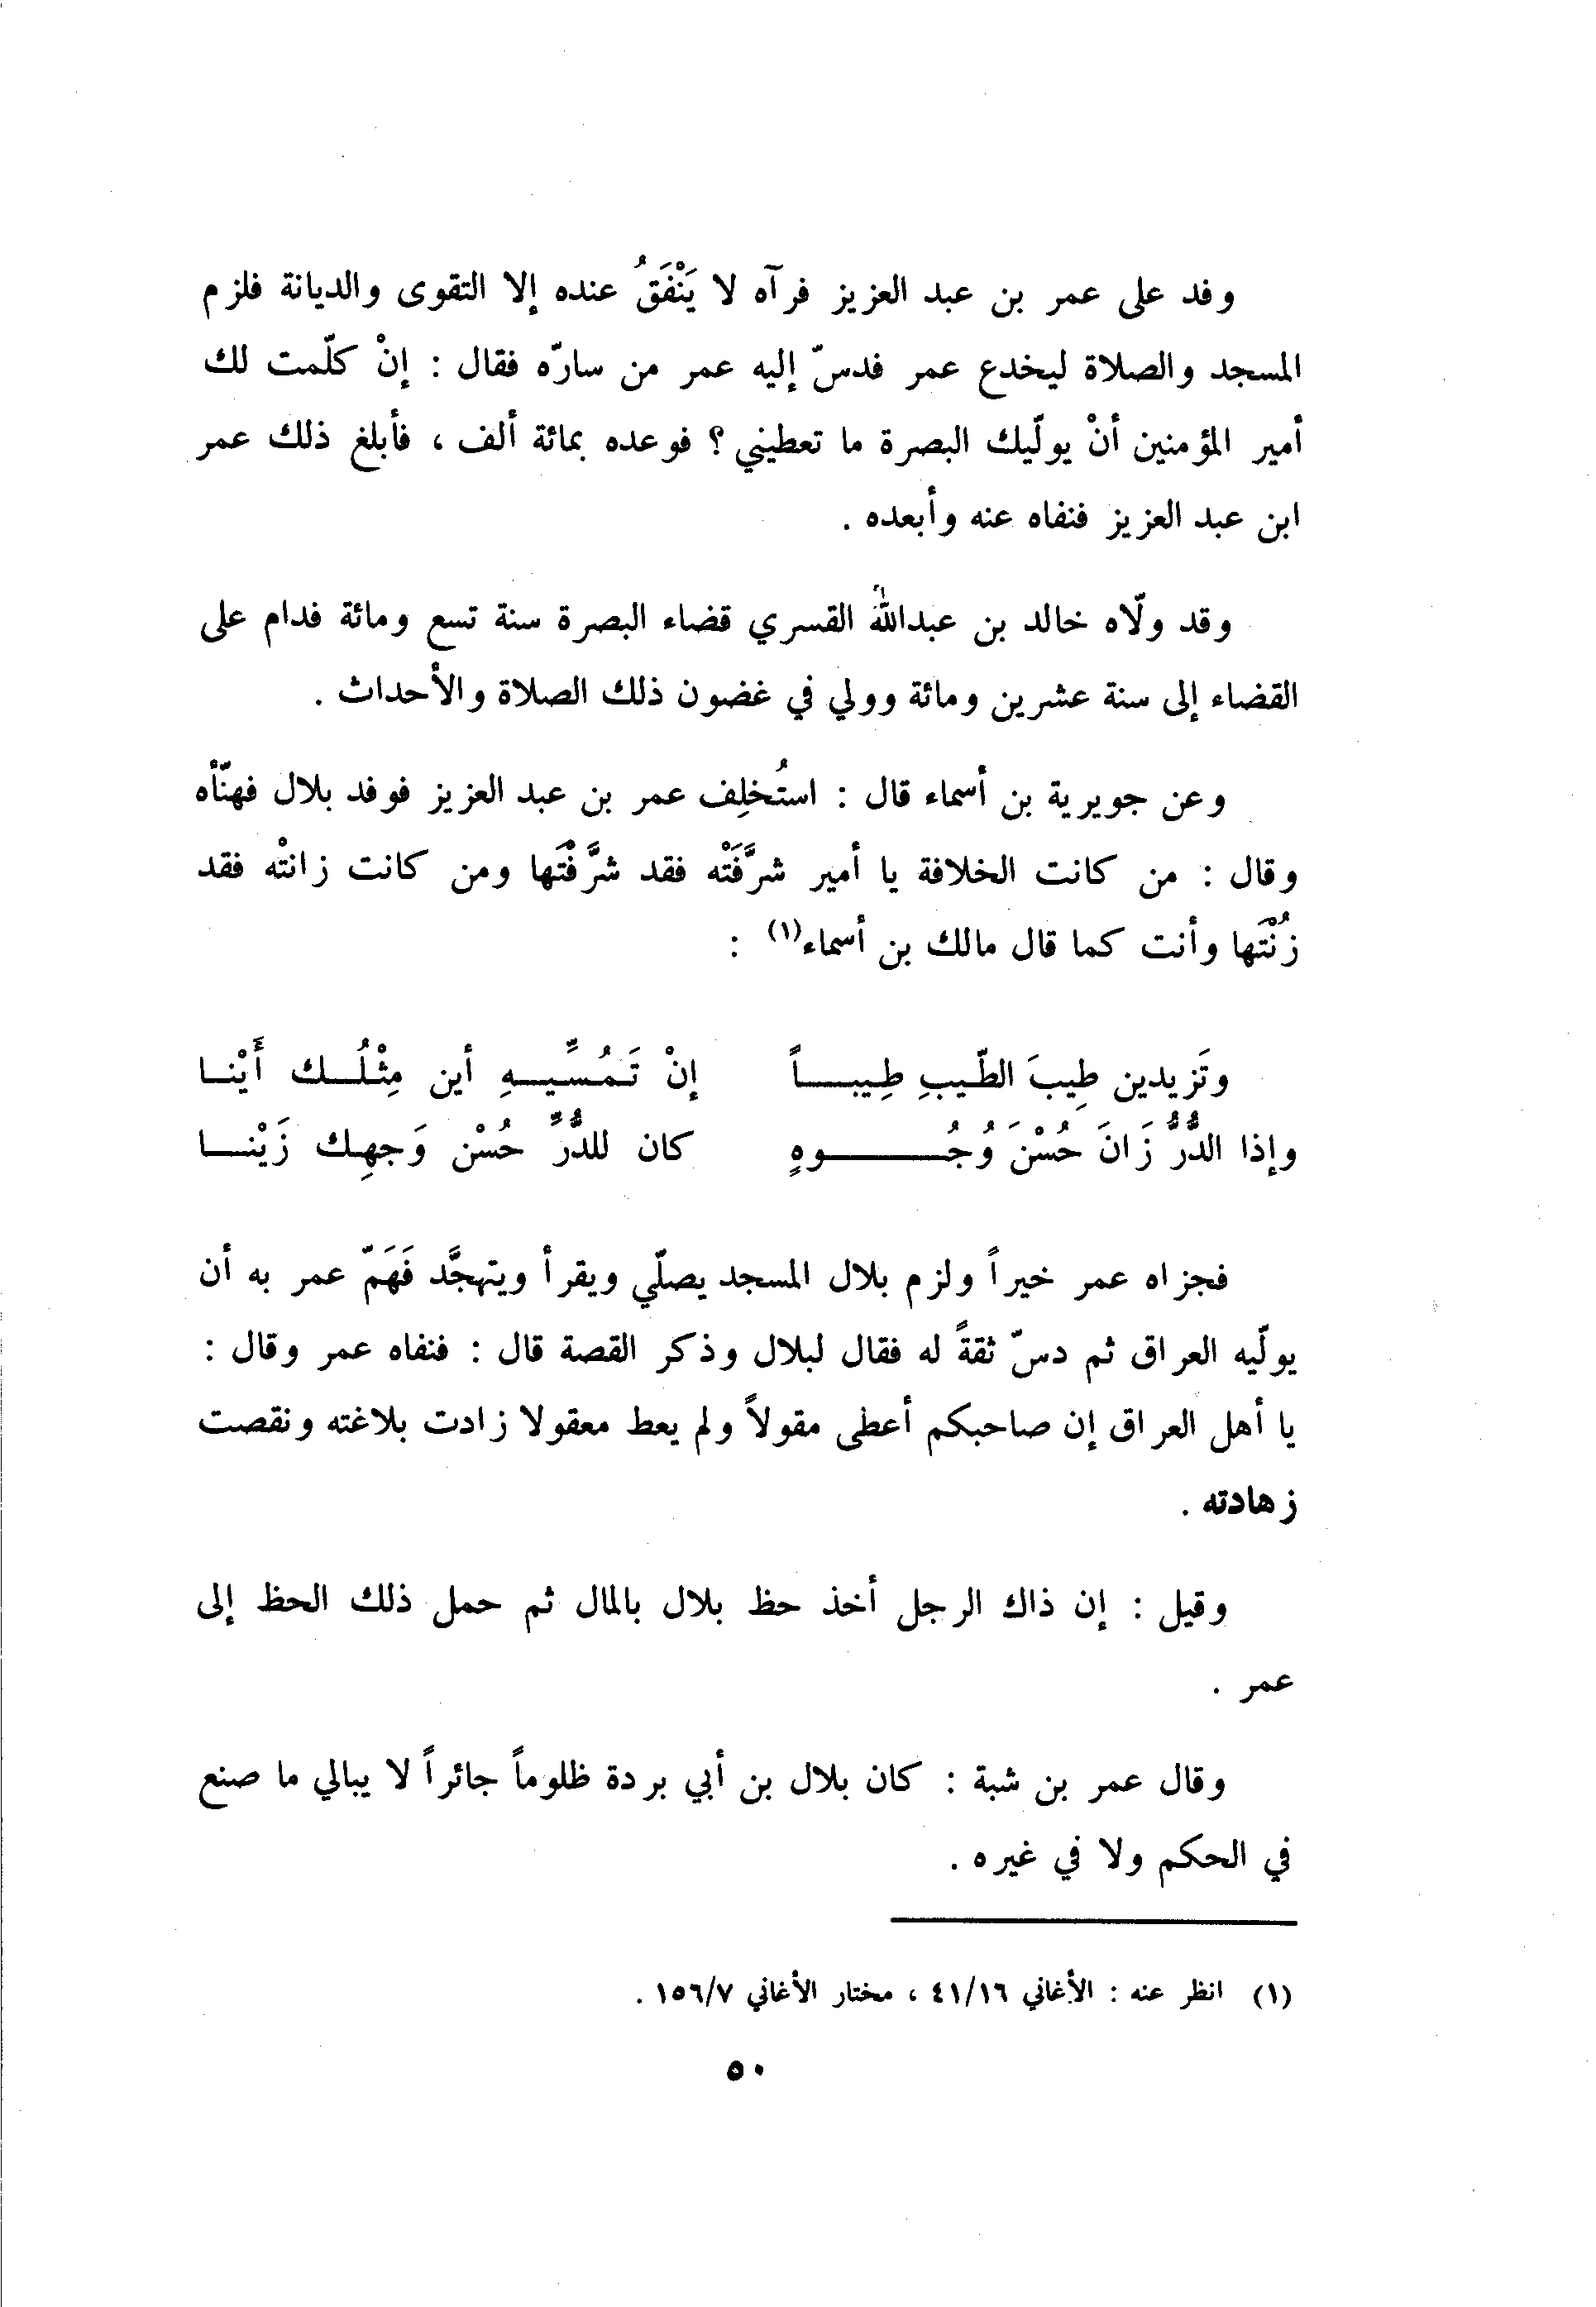 وفد على عمر بن عبد العزيز فرآه لا يَنْفَقُ عنده إلا التقوى والديانة فلزم
المسجد والصلاة ليخدع عمر فدسّ إليه عمر من سارّه فقال : إنْ كلّمت لك
أمير المؤمنين أنْ يولّيك البصرة ما تعطيني ؟ فوعده بمائة ألف ، فأبلغ ذلك عمر
ابن عبد العزيز فنفاه عنه وأبعده .
وقد ولّاه خالد بن عبدالله القسري قضاء البصرة سنة تسع ومائة فدام على
القضاء إلى سنة عشرين ومائة وولي في غضون ذلك الصلاة والأحداث .
وعن جويرية بن أسماء قال : استُخلِف عمر بن عبد العزيز فوفد بلال فهنّأه
وقال : من كانت الخلافة يا أمير شرَّفَتْه فقد شرَّفْتَها ومن كانت زانتْه فقد
زُنْتَها وأنت كما قال مالك بن أسماء(١) :
وتَزيدين طِيبَ الطّيبِ طِيباً إنْ تَمُسِّيهِ أين مِثْلُك أَيْنا
وإذا الدُّرُّ زَانَ حُسْنَ وُجُوهٍ كان للدُّرِّ حُسْن وَجهِك زَيْنا
فجزاه عمر خيراً ولزم بلال المسجد يصلّي ويقرأ ويتهجَّد فَهَمّ عمر به أن
يولّيه العراق ثم دسّ ثقةً له فقال لبلال وذكر القصة قال : فنفاه عمر وقال :
يا أهل العراق إن صاحبكم أعطى مقولاً ولم يعط معقولا زادت بلاغته ونقصت
زهادته .
وقيل : إن ذاك الرجل أخذ حظ بلال بالمال ثم حمل ذلك الحظ إلى
عمر .
وقال عمر بن شبة : كان بلال بن أبي بردة ظلوماً جائراً لا يبالي ما صنع
في الحكم ولا في غيره .
(١) انظر عنه : الأغاني ٤١/١٦ ، مختار الأغاني ١٥٦/٧ .
٥٠